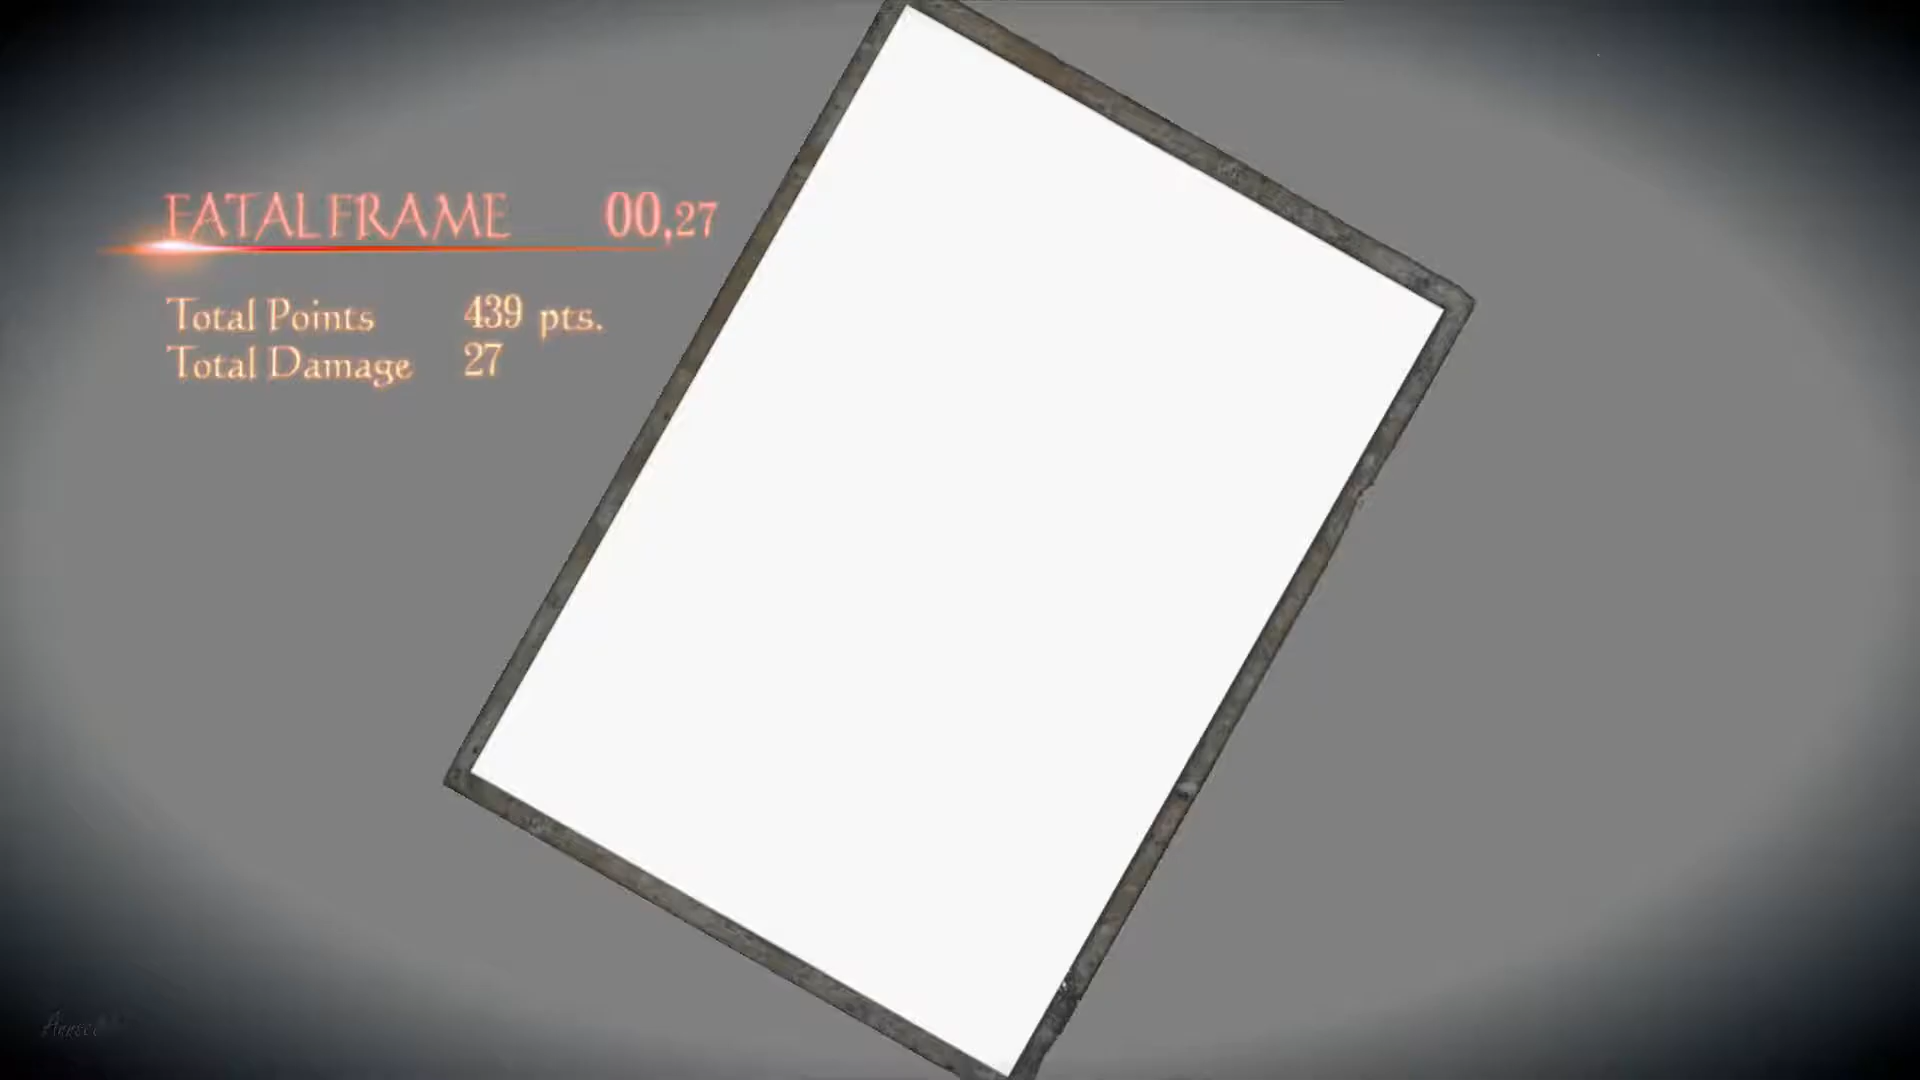 FATAL FRAME 00,27
Total Points 439 pts.
Total Damage 27